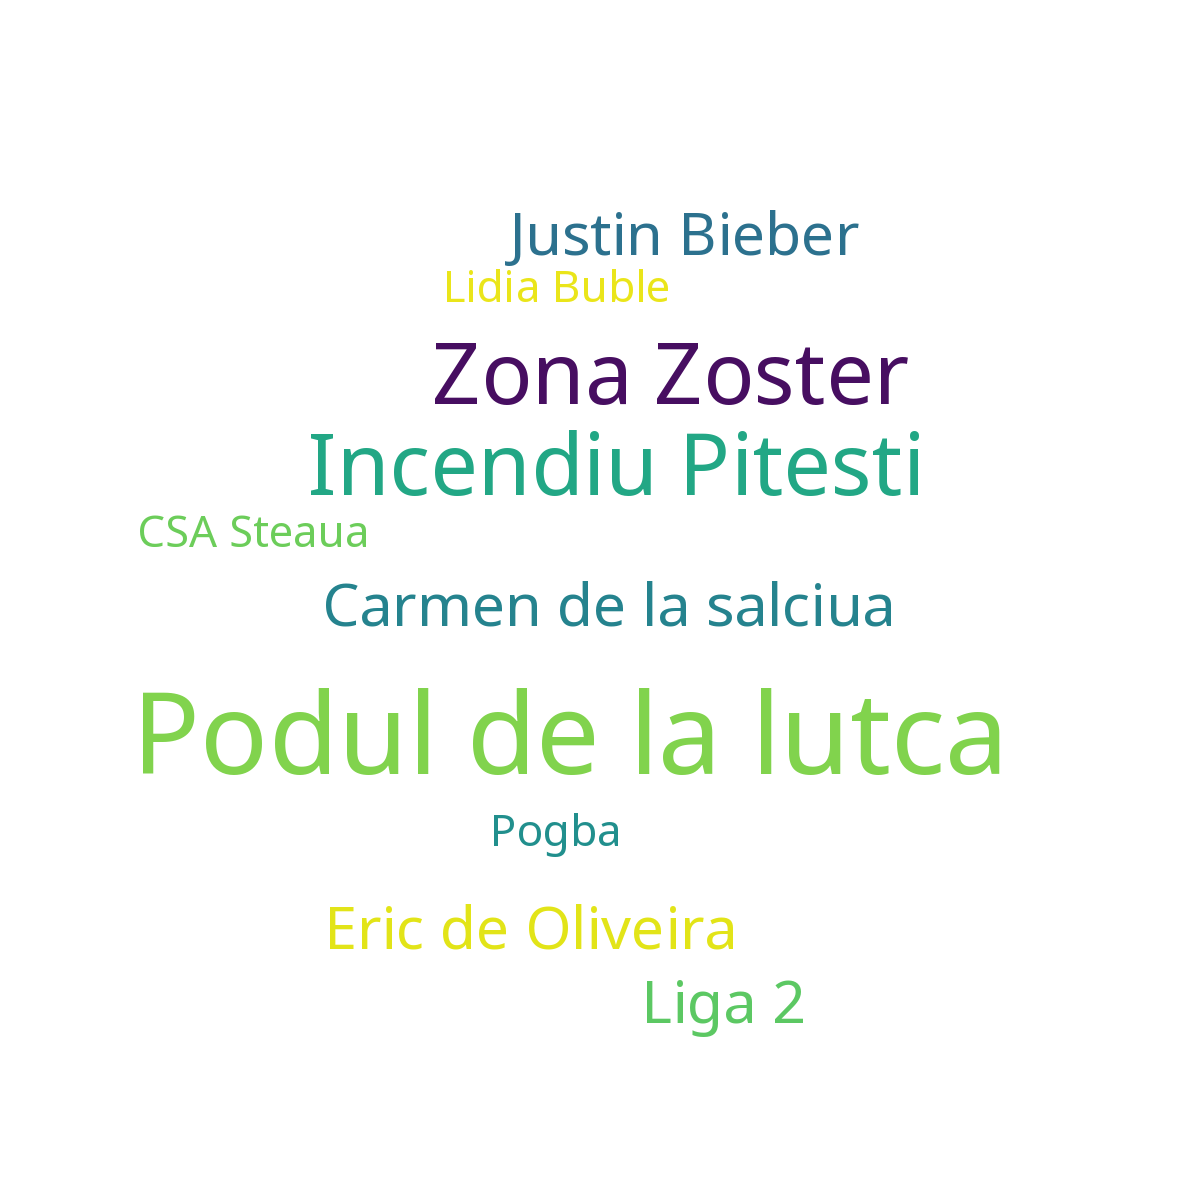 Justin Bieber
Lidia Buble
Zona Zoster
Incendiu Pitesti
CSA Steaua
Carmen de la salciua
Podul de la lutca
Pogba
Eric de Oliveira
Liga 2